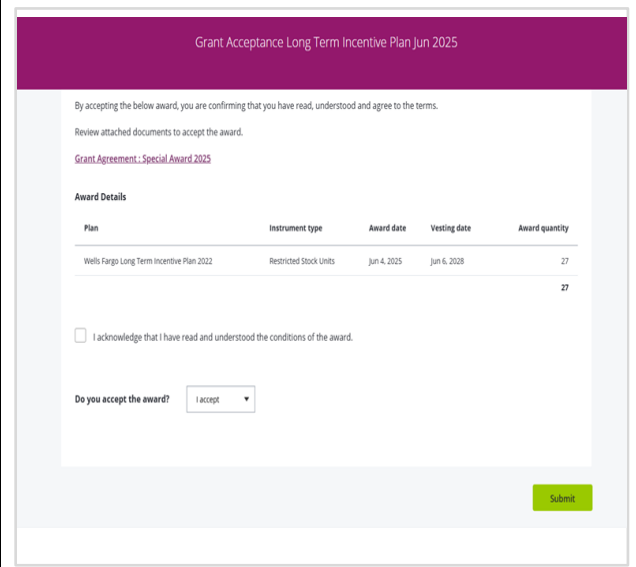 Grant Acceptance Long Term Incentive Plan Jun 2025
By accepting the below award, you are confirming that you have read, understood and agree to the terms.
Review attached documents to accept the award.
Grant Agreement : Special Award 2025
Award Details
Plan Instrument type Award date Vesting date Award quantity
Wells Fargo Long Term Incentive Plan 2022 Restricted Stock Units Jun 4, 2025 Jun 6, 2028 27
27
I acknowledge that I have read and understood the conditions of the award.
Do you accept the award? I accept
Submit